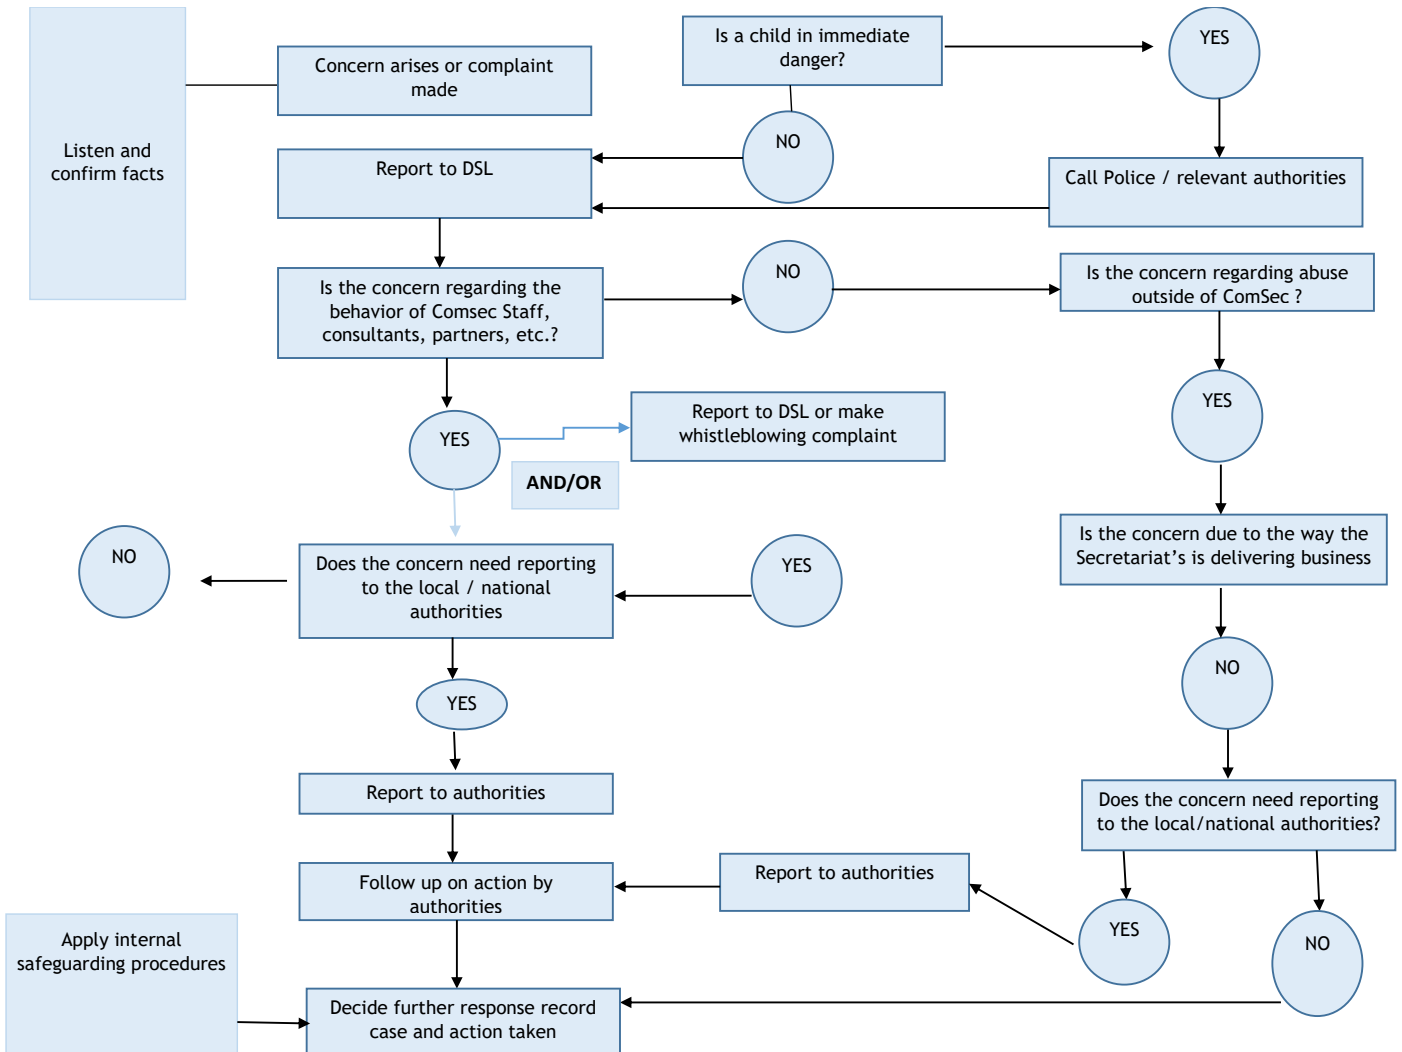 Listen and
confirm facts
Concern arises or complaint
made
Is a child in immediate
danger?
YES
NO
Report to DSL
Call Police / relevant authorities
Is the concern regarding the
behavior of Comsec Staff,
consultants, partners, etc.?
NO
Is the concern regarding abuse
outside of ComSec ?
YES
Report to DSL or make
whistleblowing complaint
AND/OR
YES
NO
Does the concern need reporting
to the local / national
authorities
YES
Is the concern due to the way the
Secretariat’s is delivering business
YES
NO
Report to authorities
Does the concern need reporting
to the local/national authorities?
Follow up on action by
authorities
Report to authorities
YES
NO
Apply internal
safeguarding procedures
Decide further response record
case and action taken